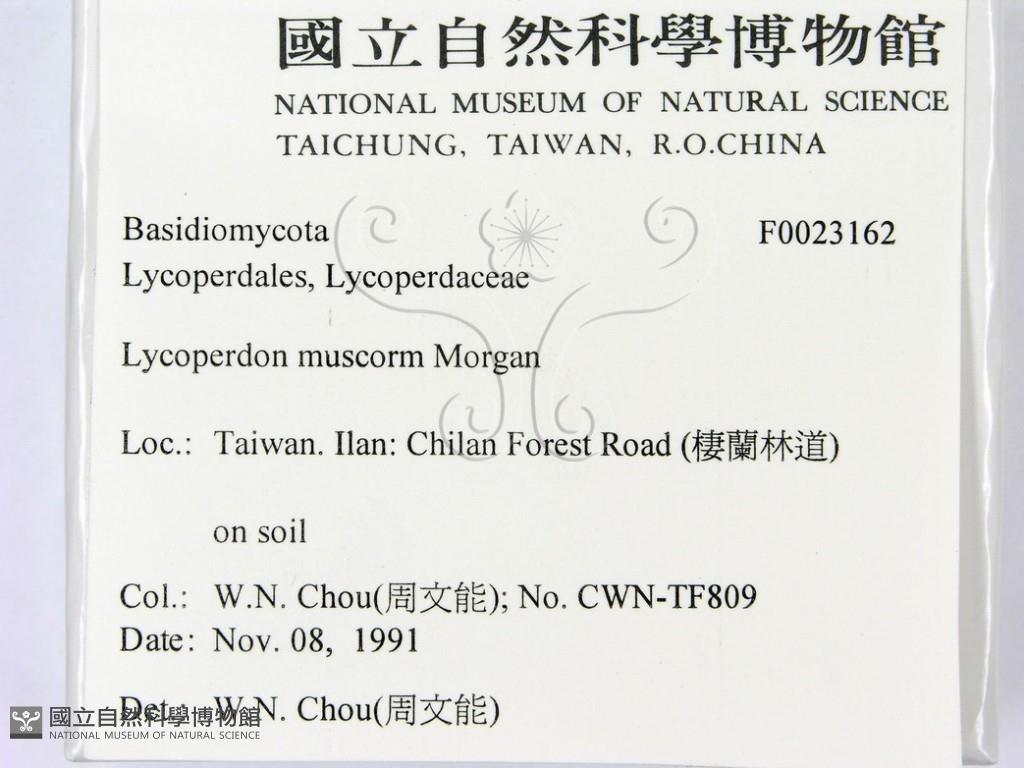 國立自然科學博物館
NATIONAL MUSEUM OF NATURAL SCIENCE
TAICHUNG, TAIWAN, R.O.CHINA
Basidiomycota F0023162
Lycoperdales, Lycoperdaceae
Lycoperdon muscorm Morgan
Loc.: Taiwan. Ilan: Chilan Forest Road (棲蘭林道)
on soil
Col.: W.N. Chou(周文能); No. CWN-TF809
Date: Nov. 08, 1991
Det.: W.N. Chou(周文能)
國立自然科學博物館
NATIONAL MUSEUM OF NATURAL SCIENCE